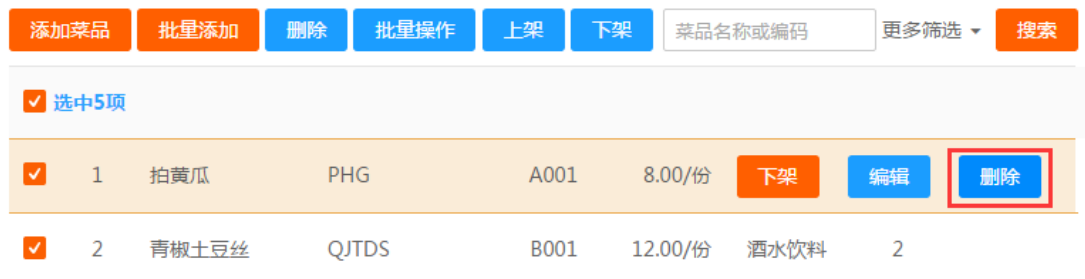 添加菜品 批量添加 删除 批量操作 上架 下架 菜品名称或编码 更多筛选 搜索
选中5项
1 拍黄瓜 PHG A001 8.00/份 下架 编辑 删除
2 青椒土豆丝 QJTDS B001 12.00/份 酒水饮料 2